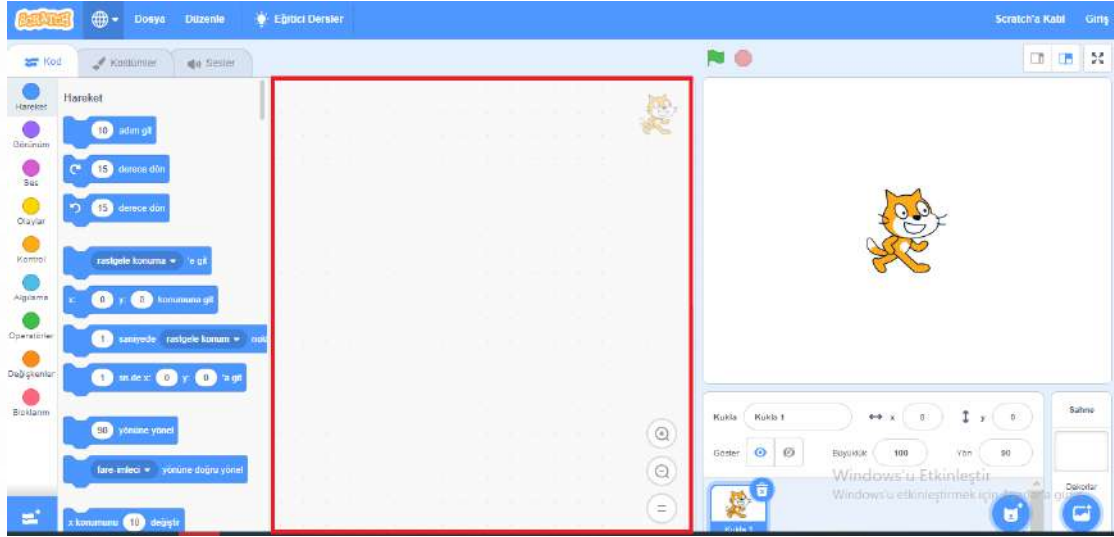 SCRATCH
Dosya Düzenle Eğitici Dersler Scratch'a Katıl Giriş
Kod Kostümler Sesler
Hareket
Görünüm
Ses
Olaylar
Kontrol
Algılama
Operatörler
Değişkenler
Bloklarım
Hareket
10 adım git
15 derece dön
15 derece dön
rastgele konuma 'e git
x: 0 y: 0 konumuna git
1 saniyede rastgele konum
1 sn.de x: 0 y: 0 'a git
90 yönüne yönel
fare imleci yönüne doğru yönel
x konumunu 10 değiştir
Kukla Kukla 1 x 0 y 0
Göster Büyüklük 100 Yön 90
Kukla 1
Sahne
Dekorlar
Windows'u Etkinleştir
Windows'u etkinleştirmek için